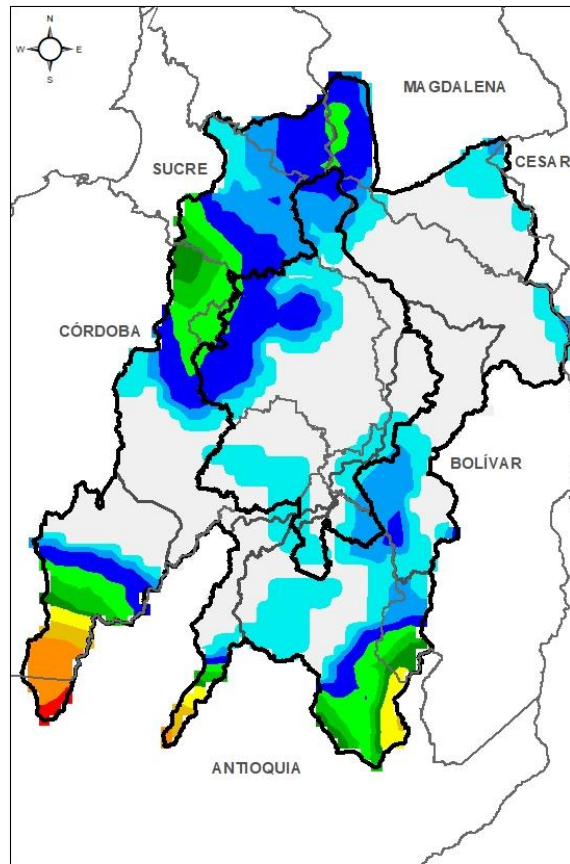 N
W E
S
MAGDALENA
CESAR
SUCRE
CÓRDOBA
BOLÍVAR
ANTIOQUIA